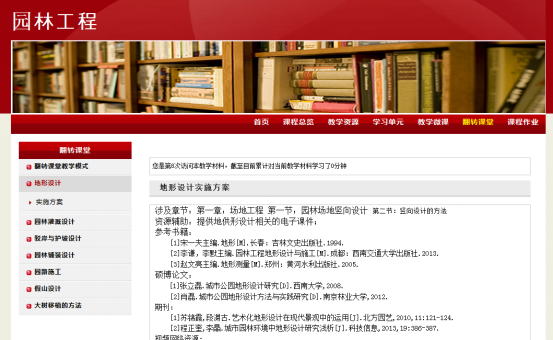 园林工程
首页 课程总览 教学资源 学习单元 教学微课 翻转课堂 课程作业
翻转课堂
翻转课堂教学模式
地形设计
实施方案
园林灌溉设计
驳岸与护坡设计
园林铺装设计
园路施工
假山设计
大树移植的方法
您是第6次访问本教学材料，截至目前累计对当前教学材料学习了0分钟
地形设计实施方案
涉及章节，第一章，场地工程 第一节，园林场地竖向设计 第二节：竖向设计的方法
资源辅助，提供地供形设计相关的电子课件；
参考书籍：
[1]宋一夫主编.地形[M].长春：吉林文史出版社.1994.
[2]李谦，李默主编.园林工程地形设计与施工[M].成都：西南交通大学出版社.2013.
[3]赵文亮主编.地形测量[M].郑州：黄河水利出版社.2005.
硕博论文：
[1]张立磊.城市公园地形设计研究[D].西南大学,2008.
[2]肖磊.城市公园地形设计方法与实践研究[D].南京林业大学,2012.
期刊：
[1]苏锦霞,段渊古.艺术化地形设计在现代景观中的运用[J].北方园艺,2010,11:121-124.
[2]程正奎,李磊.城市园林环境中地形设计研究浅析[J].科技信息,2013,19:386-387.
视频网络资源：